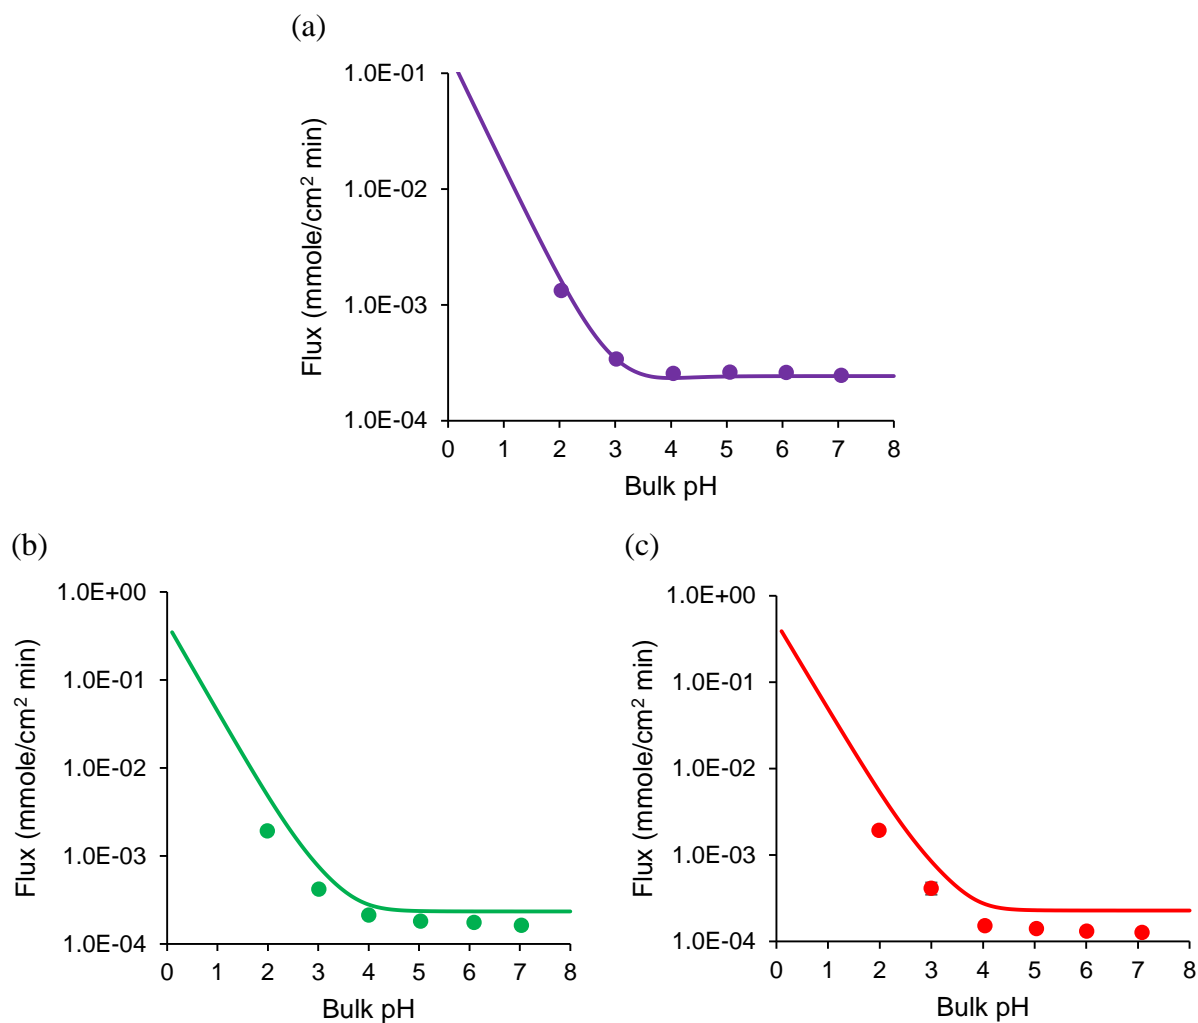 (a)
1.0E-01
1.0E-02
1.0E-03
1.0E-04
Flux (mmole/cm² min)
0 1 2 3 4 5 6 7 8
Bulk pH
(b)
1.0E+00
1.0E-01
1.0E-02
1.0E-03
1.0E-04
Flux (mmole/cm² min)
0 1 2 3 4 5 6 7 8
Bulk pH
(c)
1.0E+00
1.0E-01
1.0E-02
1.0E-03
1.0E-04
Flux (mmole/cm² min)
0 1 2 3 4 5 6 7 8
Bulk pH